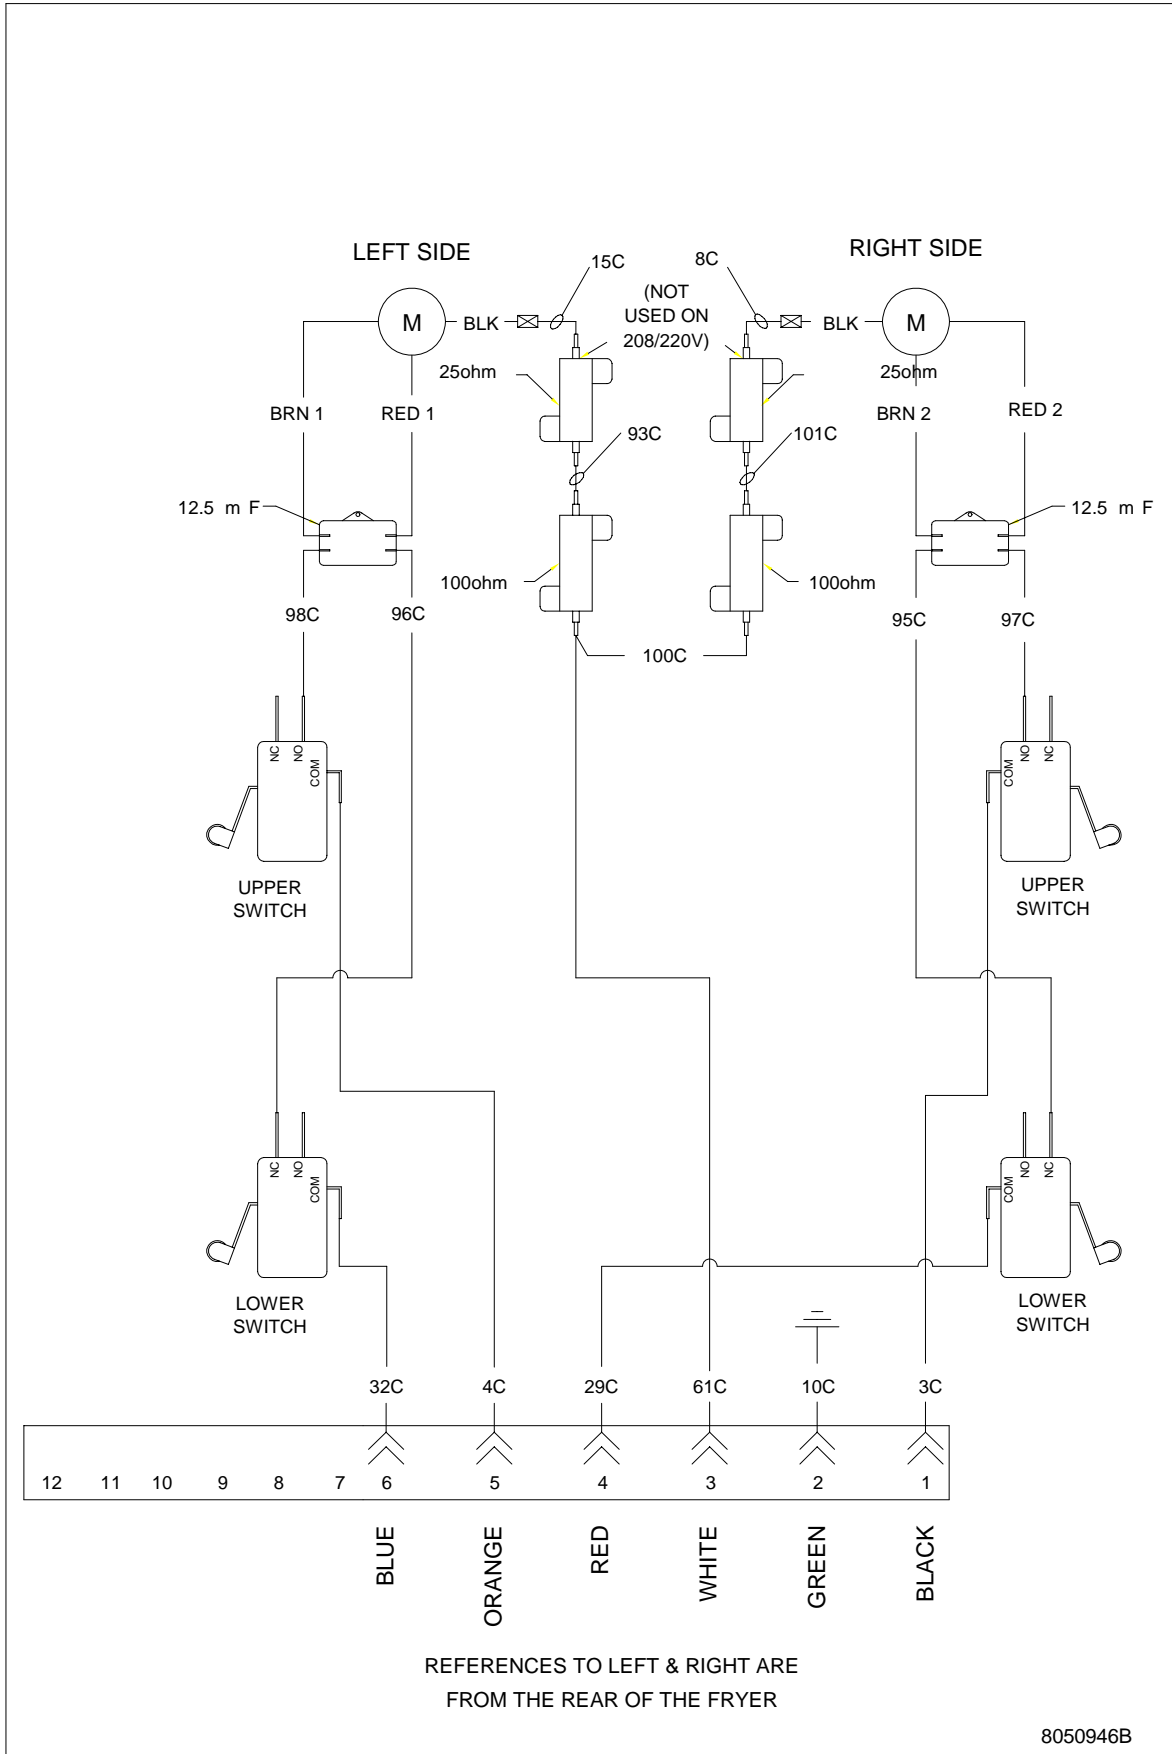 LEFT SIDE
RIGHT SIDE
15C
8C
(NOT
USED ON
208/220V)
M
BLK
BLK
M
25ohm
25ohm
BRN 1
RED 1
BRN 2
RED 2
93C
101C
12.5 m F
12.5 m F
100ohm
100ohm
98C
96C
95C
97C
100C
NC
NO
COM
COM
NO
NC
UPPER
SWITCH
UPPER
SWITCH
NC
NO
COM
COM
NO
NC
LOWER
SWITCH
LOWER
SWITCH
32C
4C
29C
61C
10C
3C
12 11 10 9 8 7 6 5 4 3 2 1
BLUE
ORANGE
RED
WHITE
GREEN
BLACK
REFERENCES TO LEFT & RIGHT ARE
FROM THE REAR OF THE FRYER
8050946B